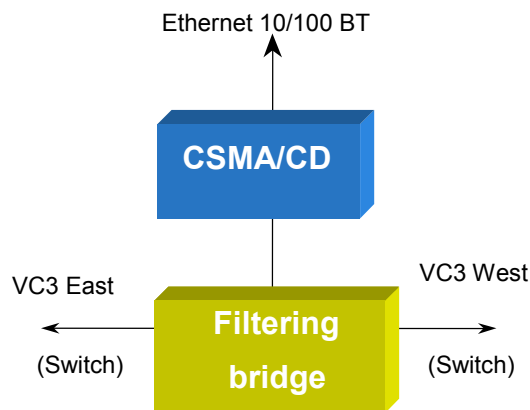 Ethernet 10/100 BT
CSMA/CD
VC3 East
VC3 West
Filtering
bridge
(Switch)
(Switch)